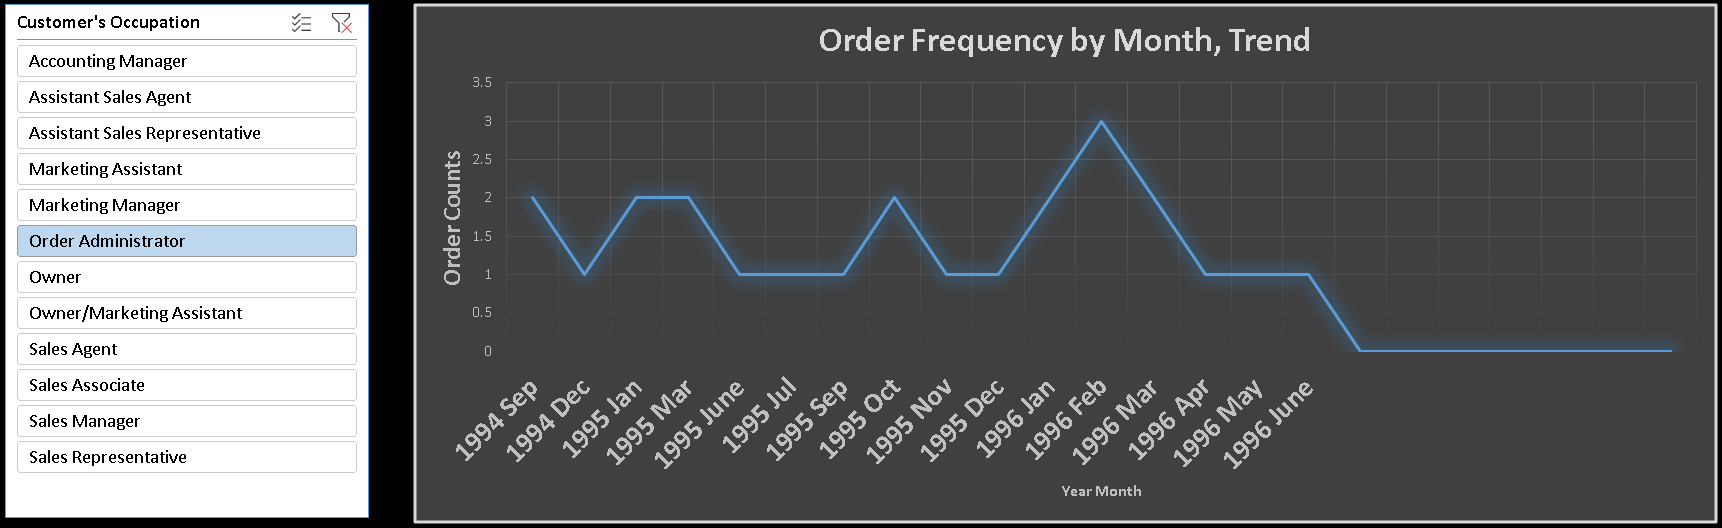 Customer's Occupation
Accounting Manager
Assistant Sales Agent
Assistant Sales Representative
Marketing Assistant
Marketing Manager
Order Administrator
Owner
Owner/Marketing Assistant
Sales Agent
Sales Associate
Sales Manager
Sales Representative
Order Frequency by Month, Trend
Order Counts
3.5
3
2.5
2
1.5
1
0.5
0
1994 Sep
1994 Dec
1995 Jan
1995 Mar
1995 June
1995 Jul
1995 Sep
1995 Oct
1995 Nov
1995 Dec
1996 Jan
1996 Feb
1996 Mar
1996 Apr
1996 May
1996 June
Year Month